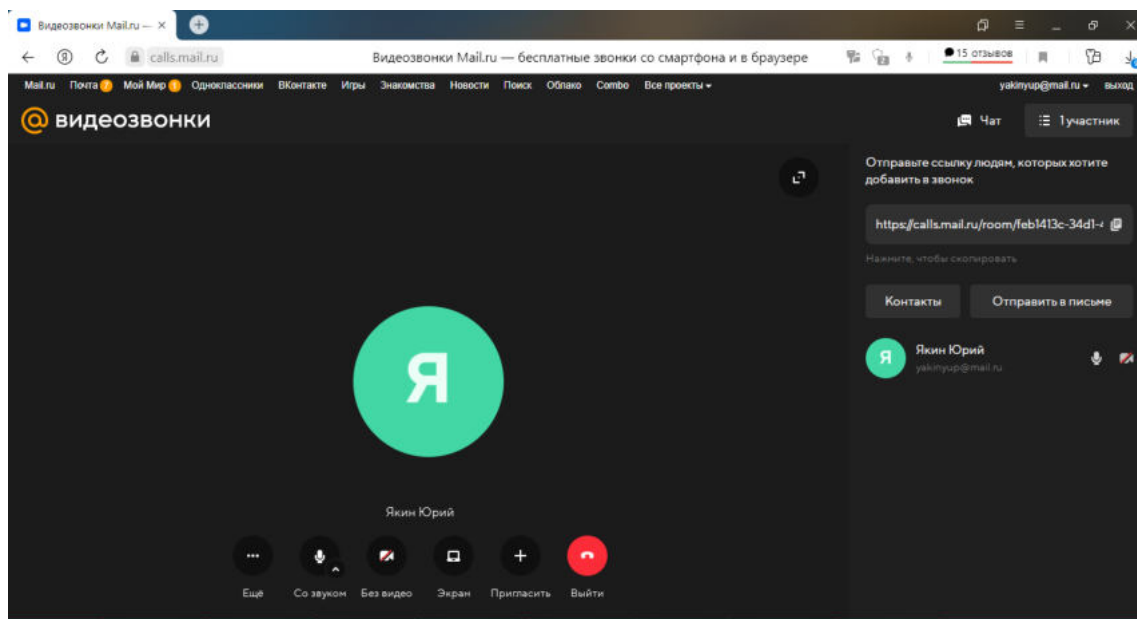 Видеозвонки Mail.ru — ×
calls.mail.ru Видеозвонки Mail.ru — бесплатные звонки со смартфона и в браузере 15 отзывов
Mail.ru Почта 7 Мой Мир 1 Одноклассники ВКонтакте Игры Знакомства Новости Поиск Облако Combo Все проекты yakinyup@mail.ru выход
видеозвонки
Чат 1 участник
Отправьте ссылку людям, которых хотите
добавить в звонок
https://calls.mail.ru/room/feb1413c-34d1-
Нажмите, чтобы скопировать
Контакты Отправить в письме
Я Якин Юрий
yakinyup@mail.ru
Я
Якин Юрий
Ещё Со звуком Без видео Экран Пригласить Выйти